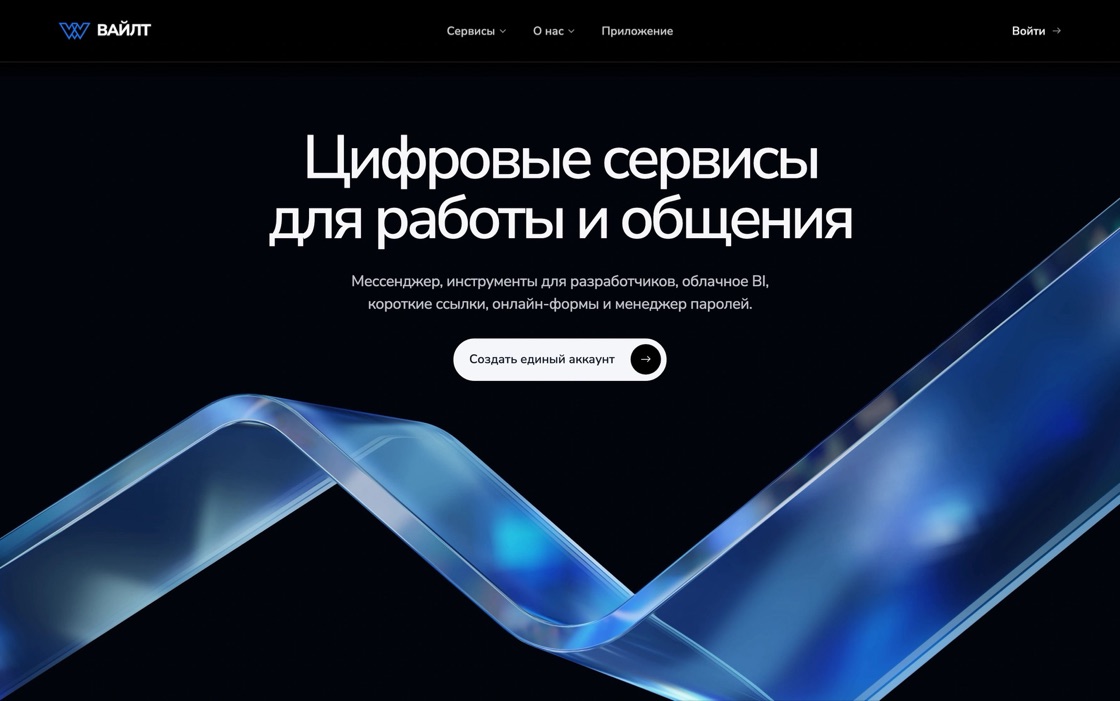 ВАЙЛТ
Сервисы
О нас
Приложение
Войти
Цифровые сервисы
для работы и общения
Мессенджер, инструменты для разработчиков, облачное BI,
короткие ссылки, онлайн-формы и менеджер паролей.
Создать единый аккаунт